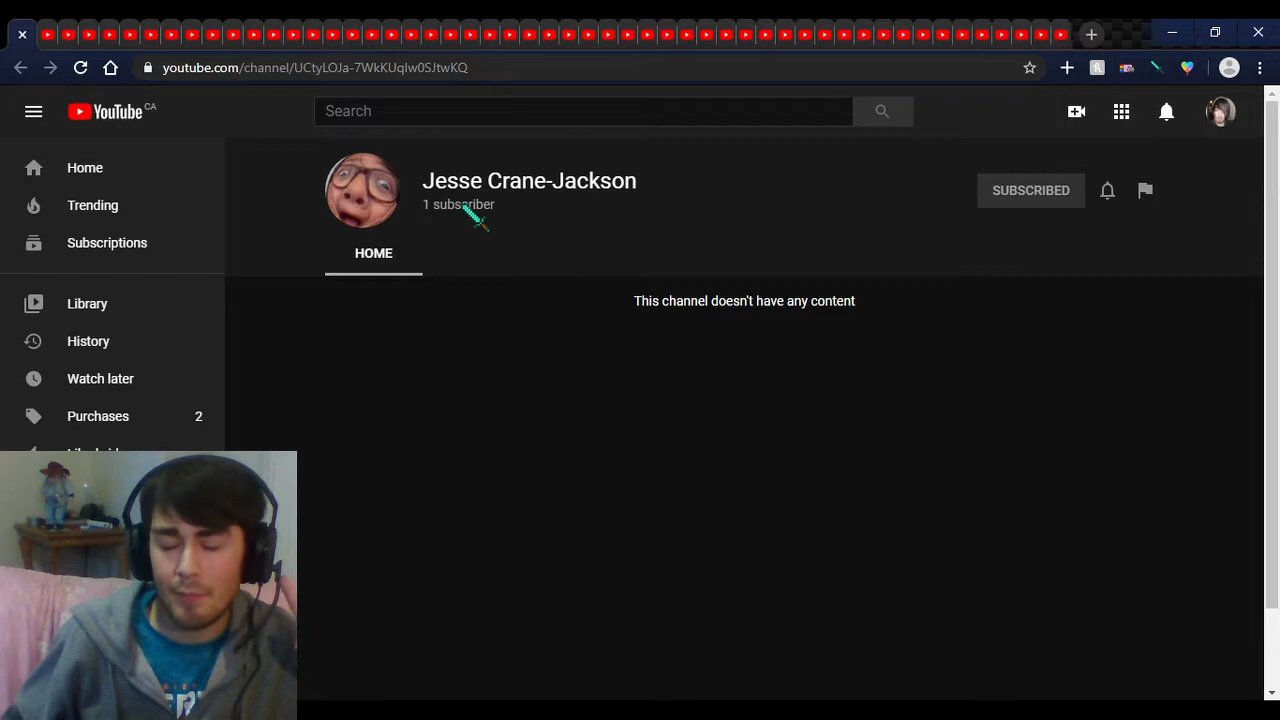 youtube.com/channel/UCtyLOJa-7WkKUqIw0SJtwKQ
YouTube CA
Search
Home
Trending
Subscriptions
Library
History
Watch later
Purchases 2
Jesse Crane-Jackson
1 subscriber
SUBSCRIBED
HOME
This channel doesn't have any content